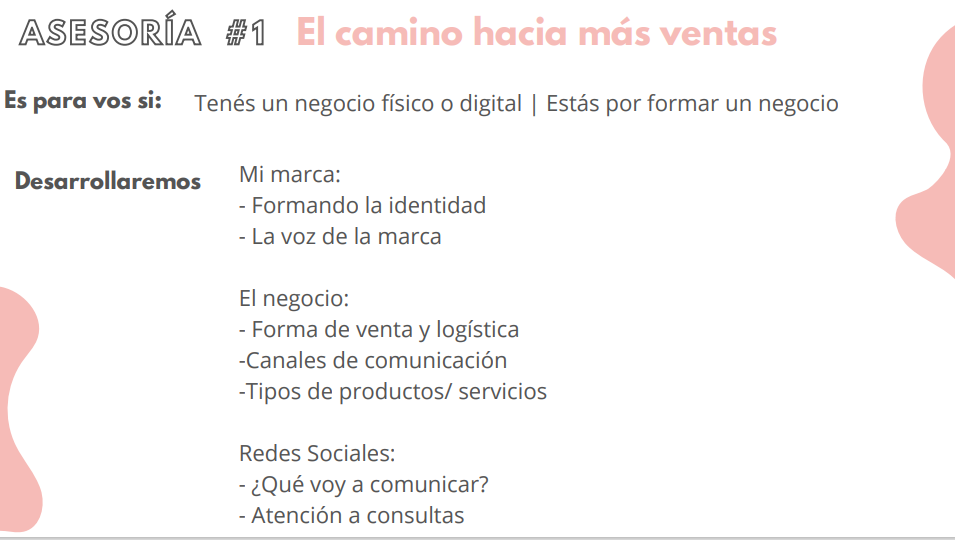 ASESORÍA #1 El camino hacia más ventas
Es para vos si: Tenés un negocio físico o digital | Estás por formar un negocio
Desarrollaremos
Mi marca:
- Formando la identidad
- La voz de la marca
El negocio:
- Forma de venta y logística
-Canales de comunicación
-Tipos de productos/ servicios
Redes Sociales:
- ¿Qué voy a comunicar?
- Atención a consultas